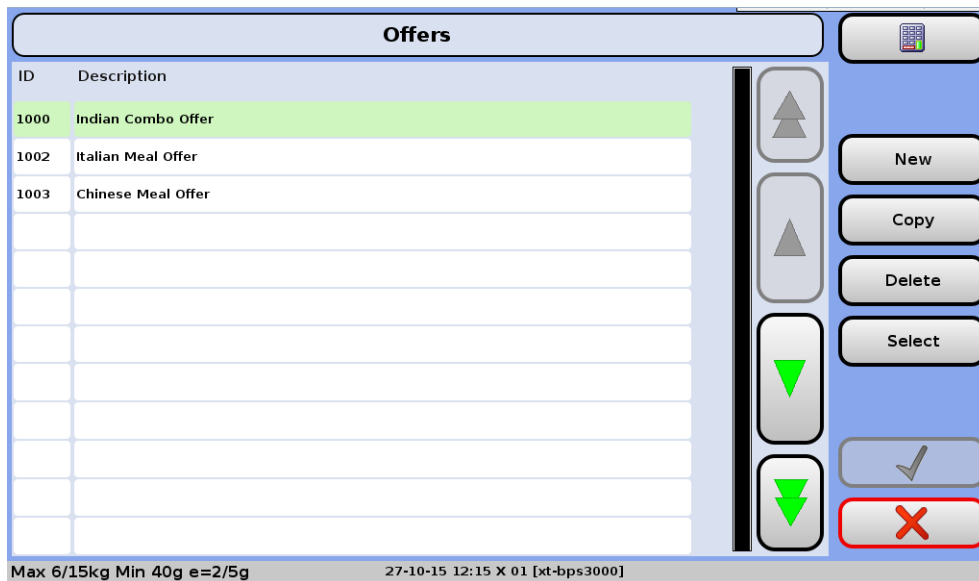 Offers
ID Description
1000 Indian Combo Offer
1002 Italian Meal Offer
1003 Chinese Meal Offer
New
Copy
Delete
Select
Max 6/15kg Min 40g e=2/5g 27-10-15 12:15 X 01 [xt-bps3000]